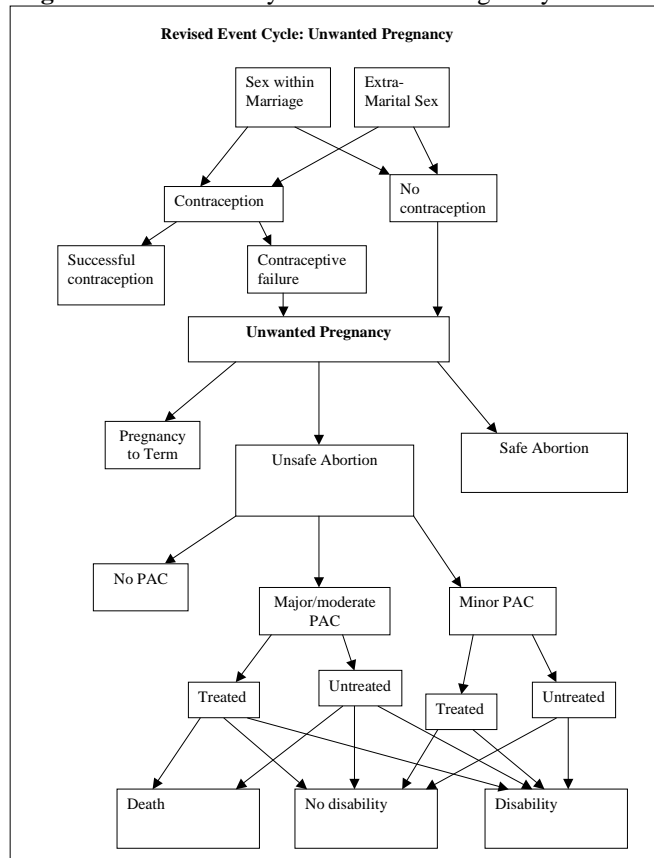 Revised Event Cycle: Unwanted Pregnancy
Sex within
Marriage
Extra-
Marital Sex
Contraception
No
contraception
Successful
contraception
Contraceptive
failure
Unwanted Pregnancy
Pregnancy
to Term
Unsafe Abortion
Safe Abortion
No PAC
Major/moderate
PAC
Minor PAC
Treated
Untreated
Treated
Untreated
Death
No disability
Disability